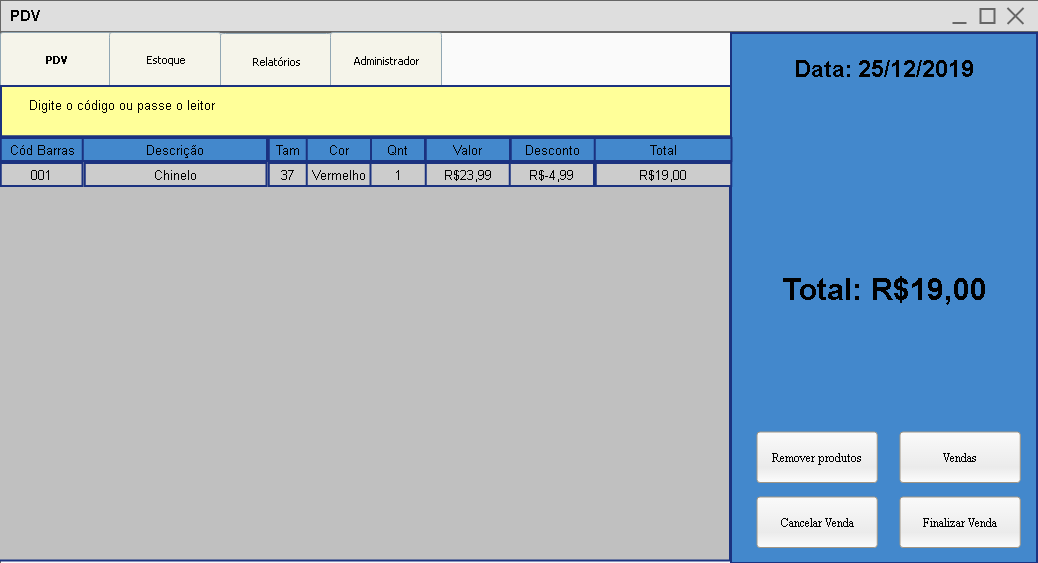 PDV
PDV Estoque Relatórios Administrador
Data: 25/12/2019
Digite o código ou passe o leitor
Cód Barras Descrição Tam Cor Qnt Valor Desconto Total
001 Chinelo 37 Vermelho 1 R$23,99 R$-4,99 R$19,00
Total: R$19,00
Remover produtos Vendas
Cancelar Venda Finalizar Venda